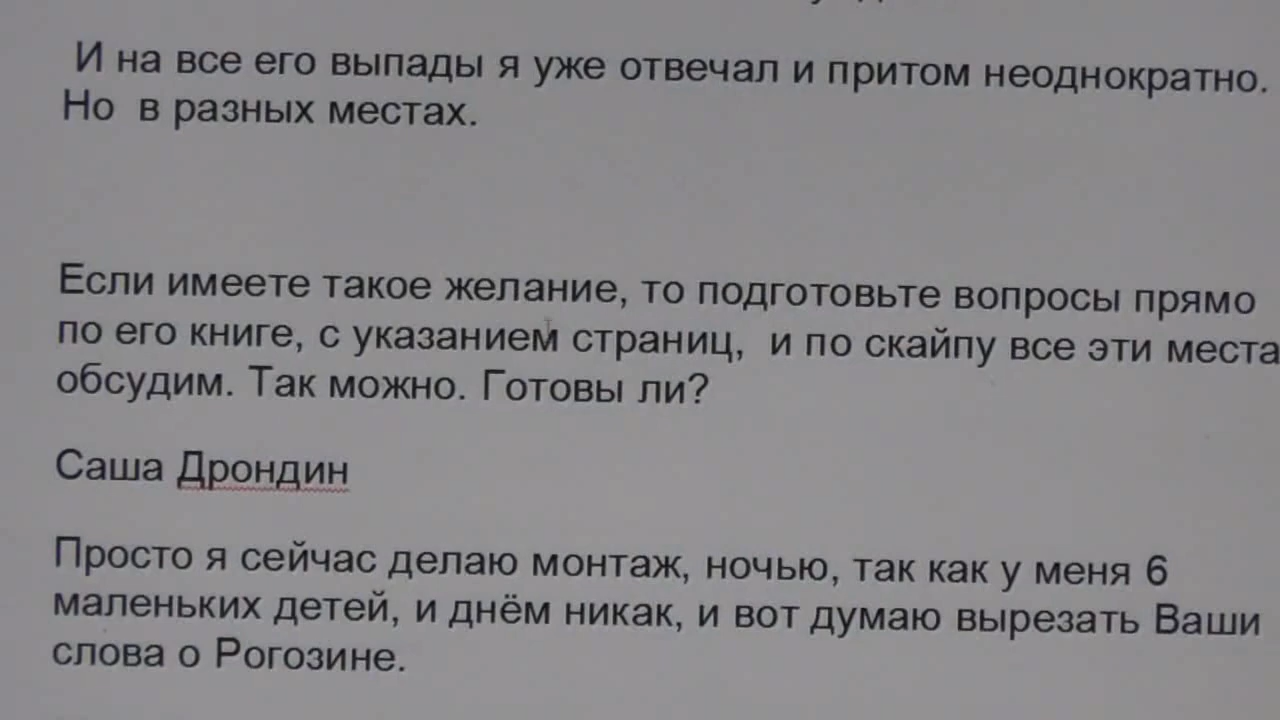 И на все его выпады я уже отвечал и притом неоднократно.
Но в разных местах.
Если имеете такое желание, то подготовьте вопросы прямо
по его книге, с указанием страниц, и по скайпу все эти места
обсудим. Так можно. Готовы ли?
Саша Дрондин
Просто я сейчас делаю монтаж, ночью, так как у меня 6
маленьких детей, и днём никак, и вот думаю вырезать Ваши
слова о Рогозине.